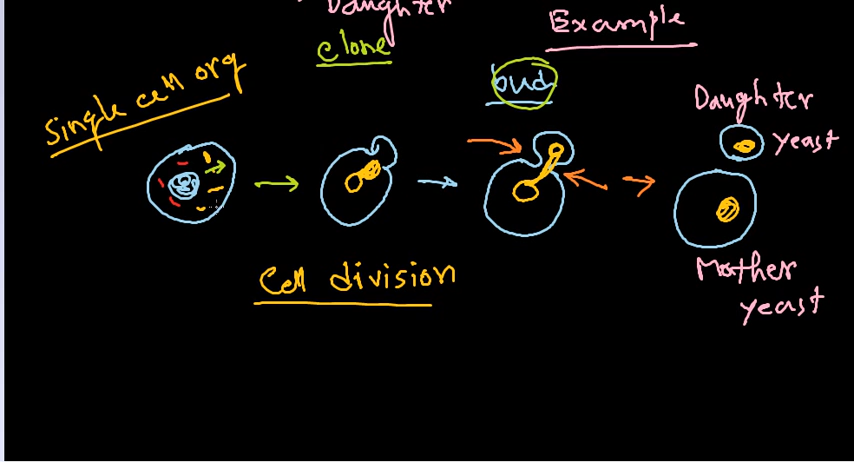 Daughter
Example
clone
Single cell org
bud
Daughter
yeast
Cell division
Mother
yeast